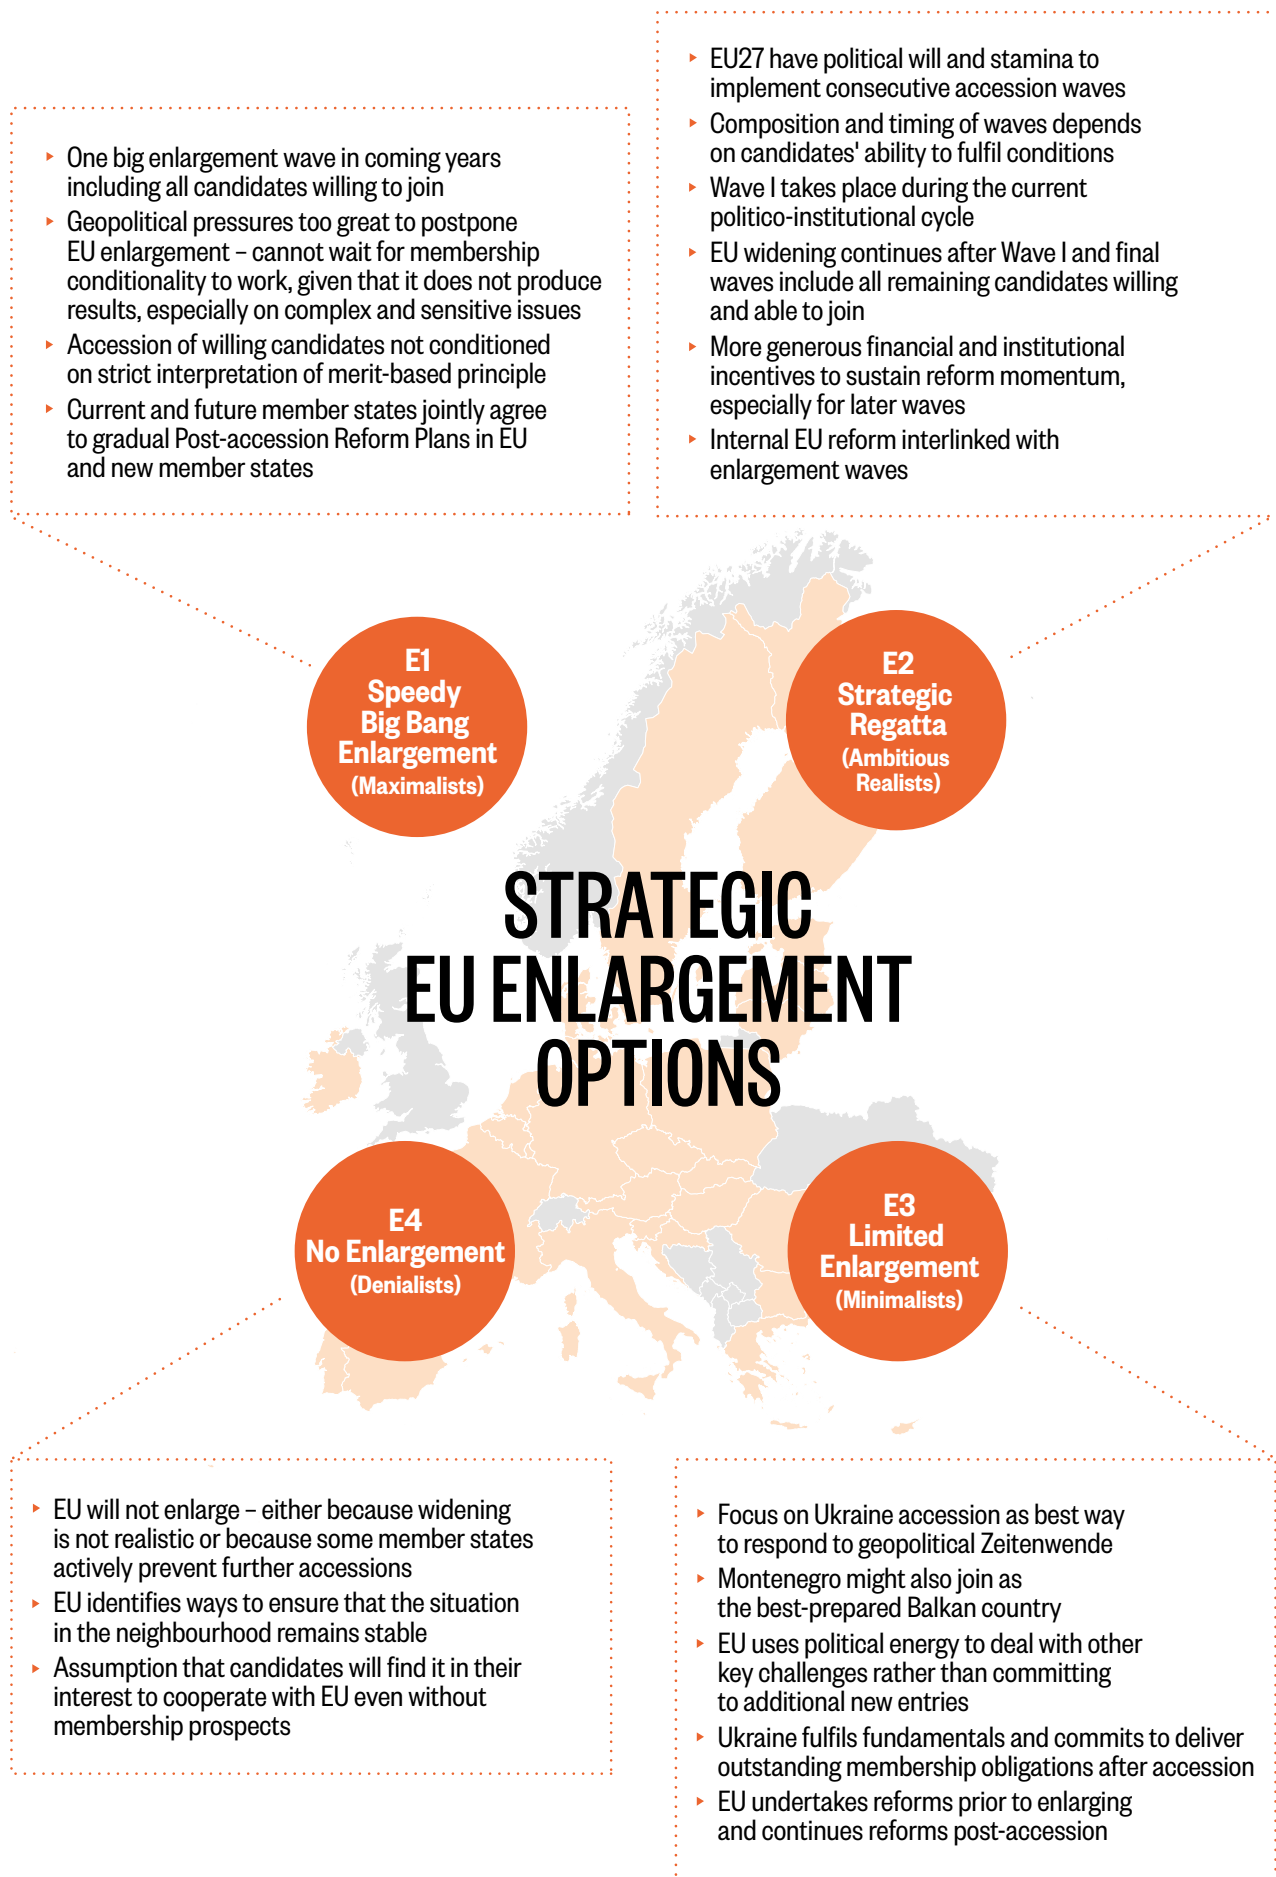 One big enlargement wave in coming years
including all candidates willing to join
Geopolitical pressures too great to postpone
EU enlargement – cannot wait for membership
conditionality to work, given that it does not produce
results, especially on complex and sensitive issues
Accession of willing candidates not conditioned
on strict interpretation of merit-based principle
Current and future member states jointly agree
to gradual Post-accession Reform Plans in EU
and new member states
EU27 have political will and stamina to
implement consecutive accession waves
Composition and timing of waves depends
on candidates' ability to fulfil conditions
Wave I takes place during the current
politico-institutional cycle
EU widening continues after Wave I and final
waves include all remaining candidates willing
and able to join
More generous financial and institutional
incentives to sustain reform momentum,
especially for later waves
Internal EU reform interlinked with
enlargement waves
E1
Speedy
Big Bang
Enlargement
(Maximalists)
E2
Strategic
Regatta
(Ambitious
Realists)
STRATEGIC
EU ENLARGEMENT
OPTIONS
E4
No Enlargement
(Denialists)
E3
Limited
Enlargement
(Minimalists)
EU will not enlarge – either because widening
is not realistic or because some member states
actively prevent further accessions
EU identifies ways to ensure that the situation
in the neighbourhood remains stable
Assumption that candidates will find it in their
interest to cooperate with EU even without
membership prospects
Focus on Ukraine accession as best way
to respond to geopolitical Zeitenwende
Montenegro might also join as
the best-prepared Balkan country
EU uses political energy to deal with other
key challenges rather than committing
to additional new entries
Ukraine fulfils fundamentals and commits to deliver
outstanding membership obligations after accession
EU undertakes reforms prior to enlarging
and continues reforms post-accession